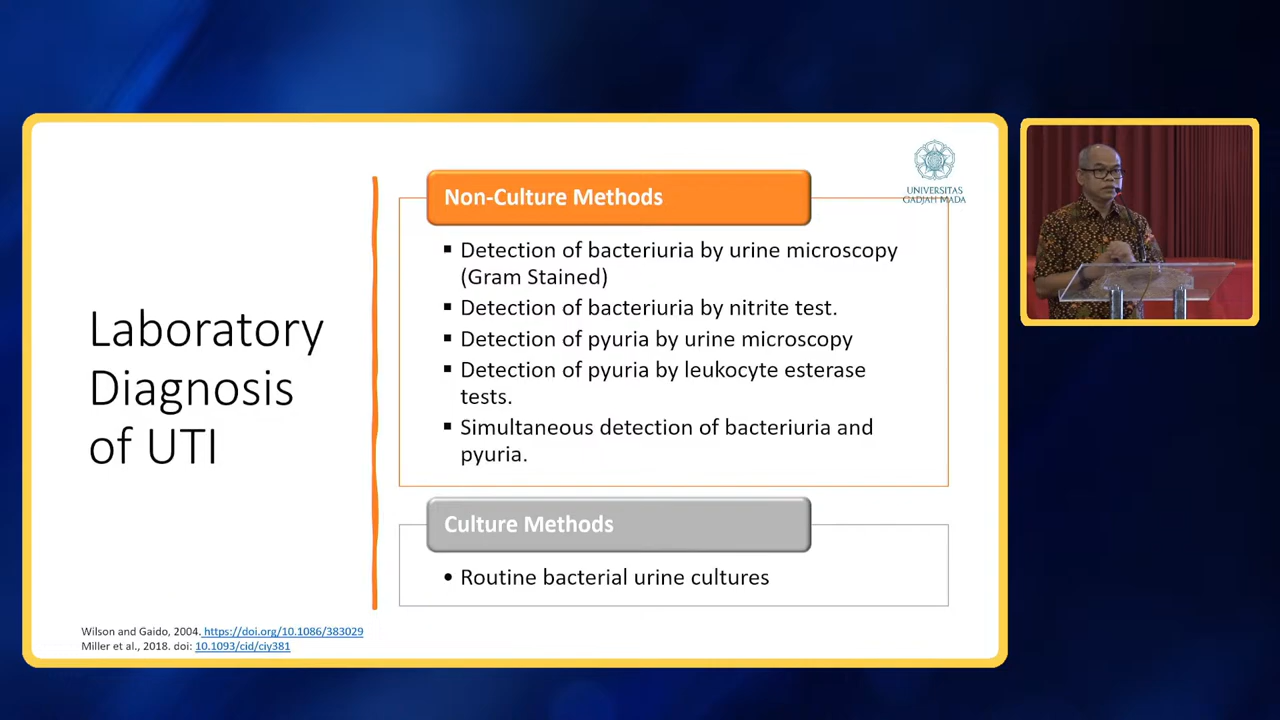 UNIVERSITAS
GADJAH MADA
Laboratory
Diagnosis
of UTI
Non-Culture Methods
▪ Detection of bacteriuria by urine microscopy
(Gram Stained)
▪ Detection of bacteriuria by nitrite test.
▪ Detection of pyuria by urine microscopy
▪ Detection of pyuria by leukocyte esterase
tests.
▪ Simultaneous detection of bacteriuria and
pyuria.
Culture Methods
• Routine bacterial urine cultures
Wilson and Gaido, 2004. https://doi.org/10.1086/383029
Miller et al., 2018. doi: 10.1093/cid/ciy381